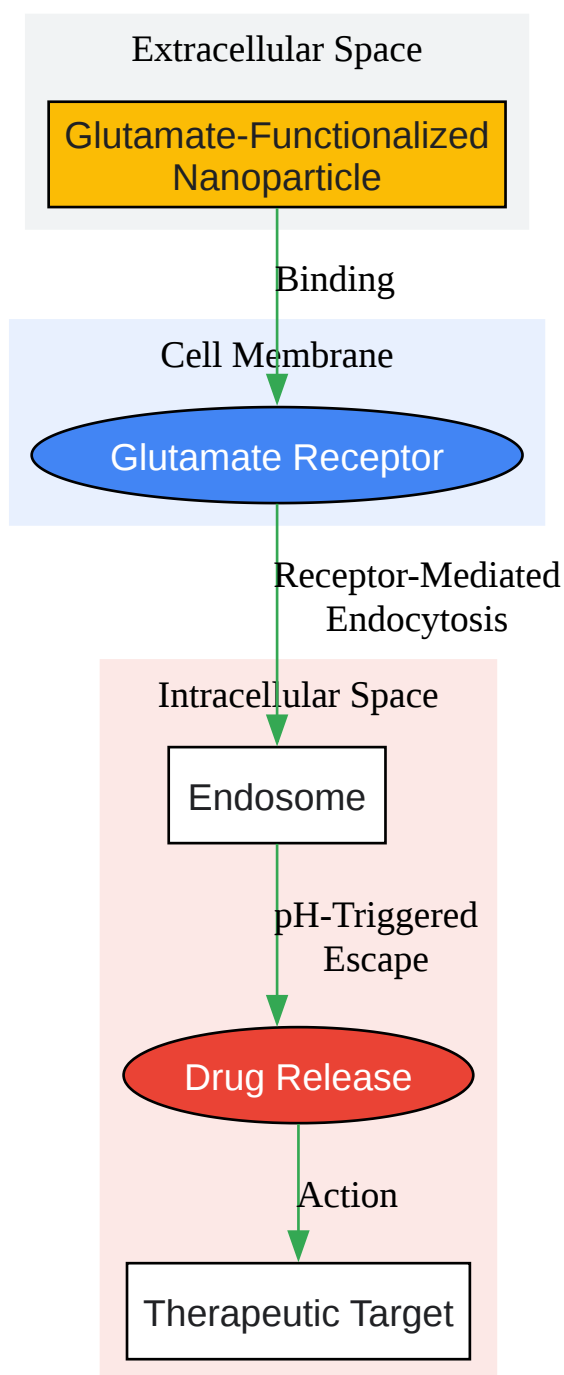 Extracellular Space
Glutamate-Functionalized
Nanoparticle
Binding
Cell Membrane
Glutamate Receptor
Receptor-Mediated
Endocytosis
Intracellular Space
Endosome
pH-Triggered
Escape
Drug Release
Action
Therapeutic Target